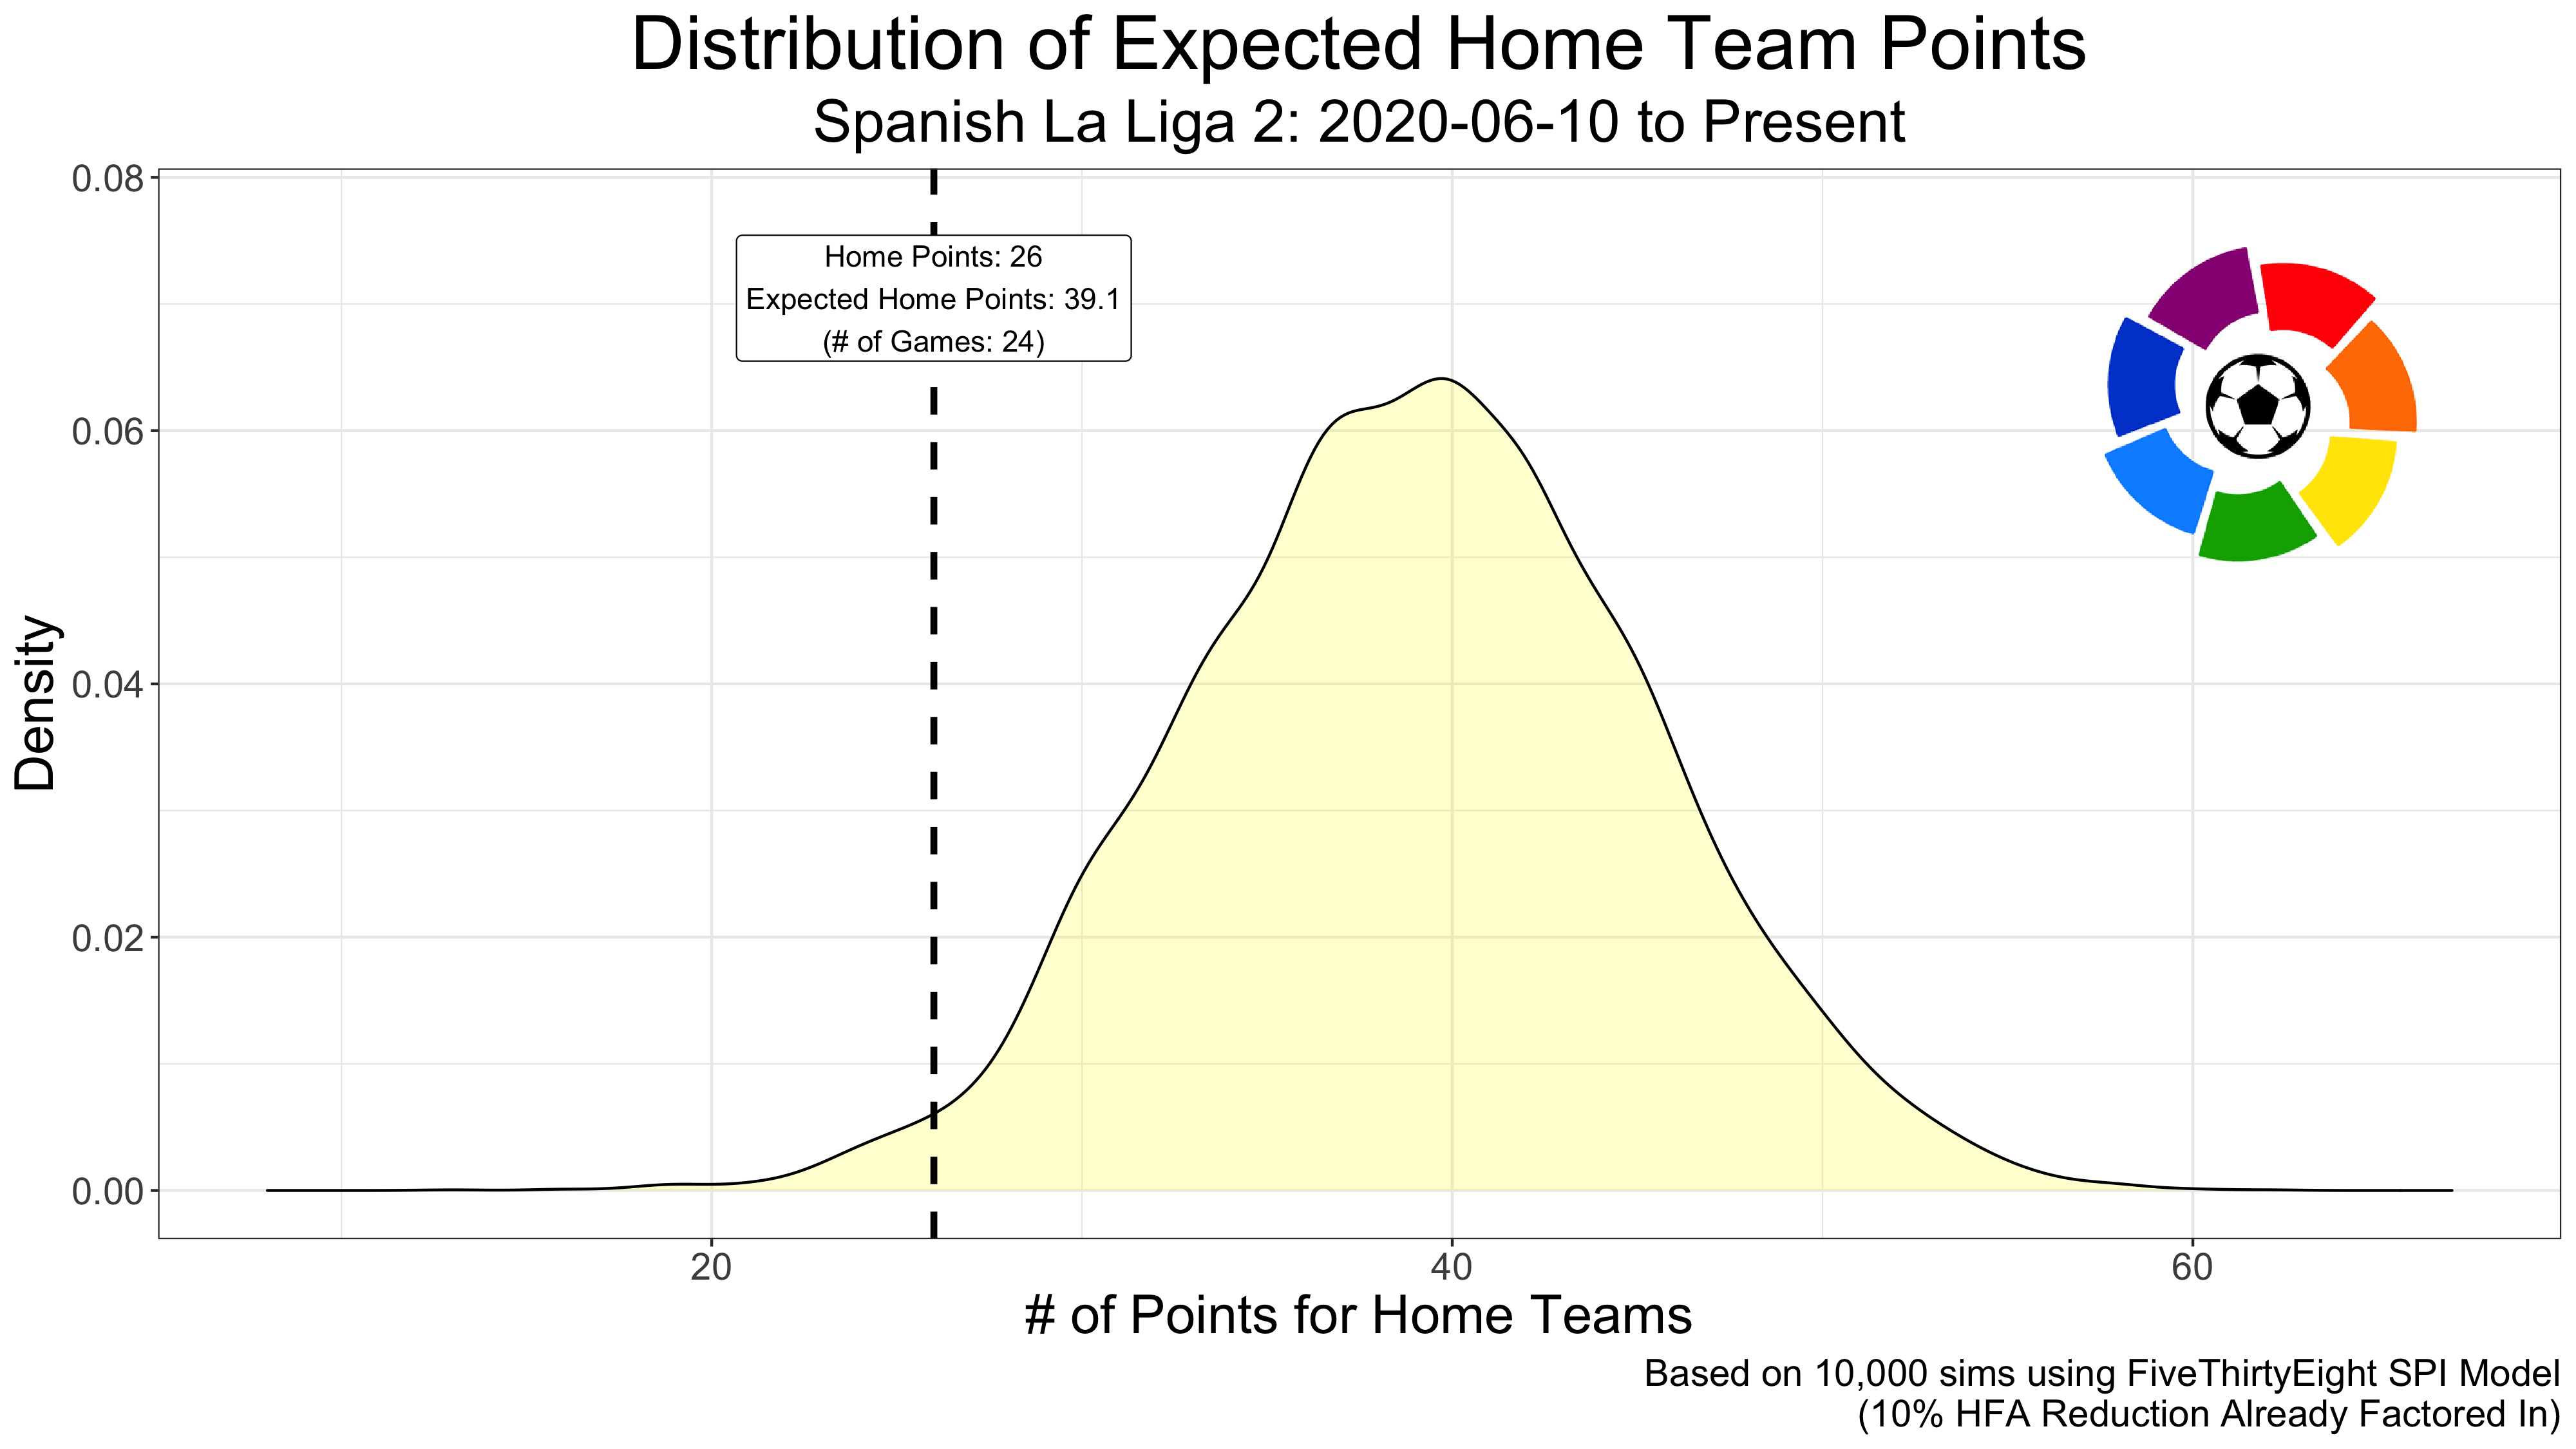 Distribution of Expected Home Team Points
Spanish La Liga 2: 2020-06-10 to Present
0.08
0.06
0.04
0.02
0.00
Density
Home Points: 26
Expected Home Points: 39.1
(# of Games: 24)
20
40
60
# of Points for Home Teams
Based on 10,000 sims using FiveThirtyEight SPI Model
(10% HFA Reduction Already Factored In)